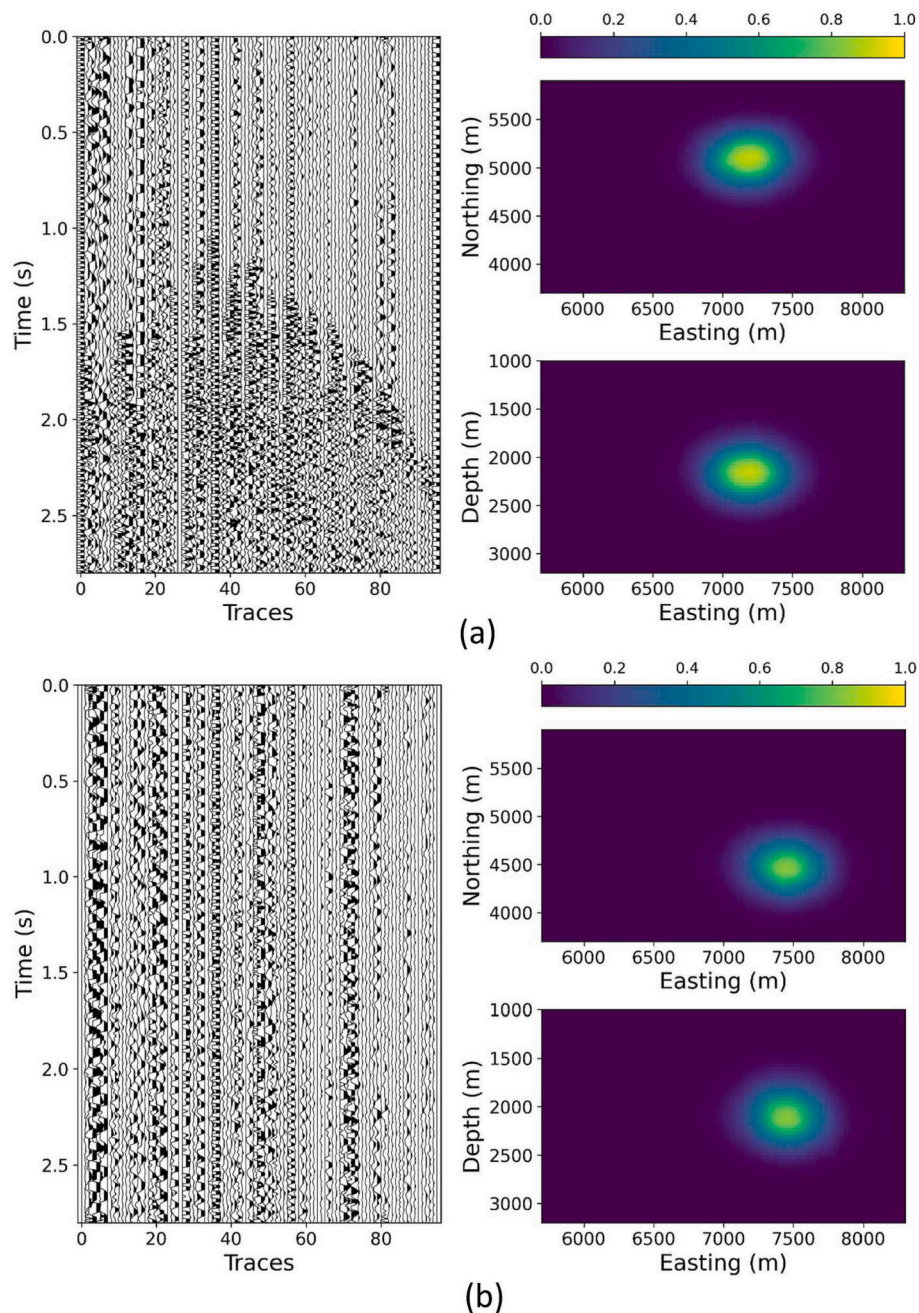 0.0 0.2 0.4 0.6 0.8 1.0
0.0
0.5
1.0
1.5
2.0
2.5
Time (s)
0 20 40 60 80
Traces
5500
5000
4500
4000
Northing (m)
6000 6500 7000 7500 8000
Easting (m)
1000
1500
2000
2500
3000
Depth (m)
6000 6500 7000 7500 8000
Easting (m)
(a)
0.0 0.2 0.4 0.6 0.8 1.0
0.0
0.5
1.0
1.5
2.0
2.5
Time (s)
0 20 40 60 80
Traces
5500
5000
4500
4000
Northing (m)
6000 6500 7000 7500 8000
Easting (m)
1000
1500
2000
2500
3000
Depth (m)
6000 6500 7000 7500 8000
Easting (m)
(b)